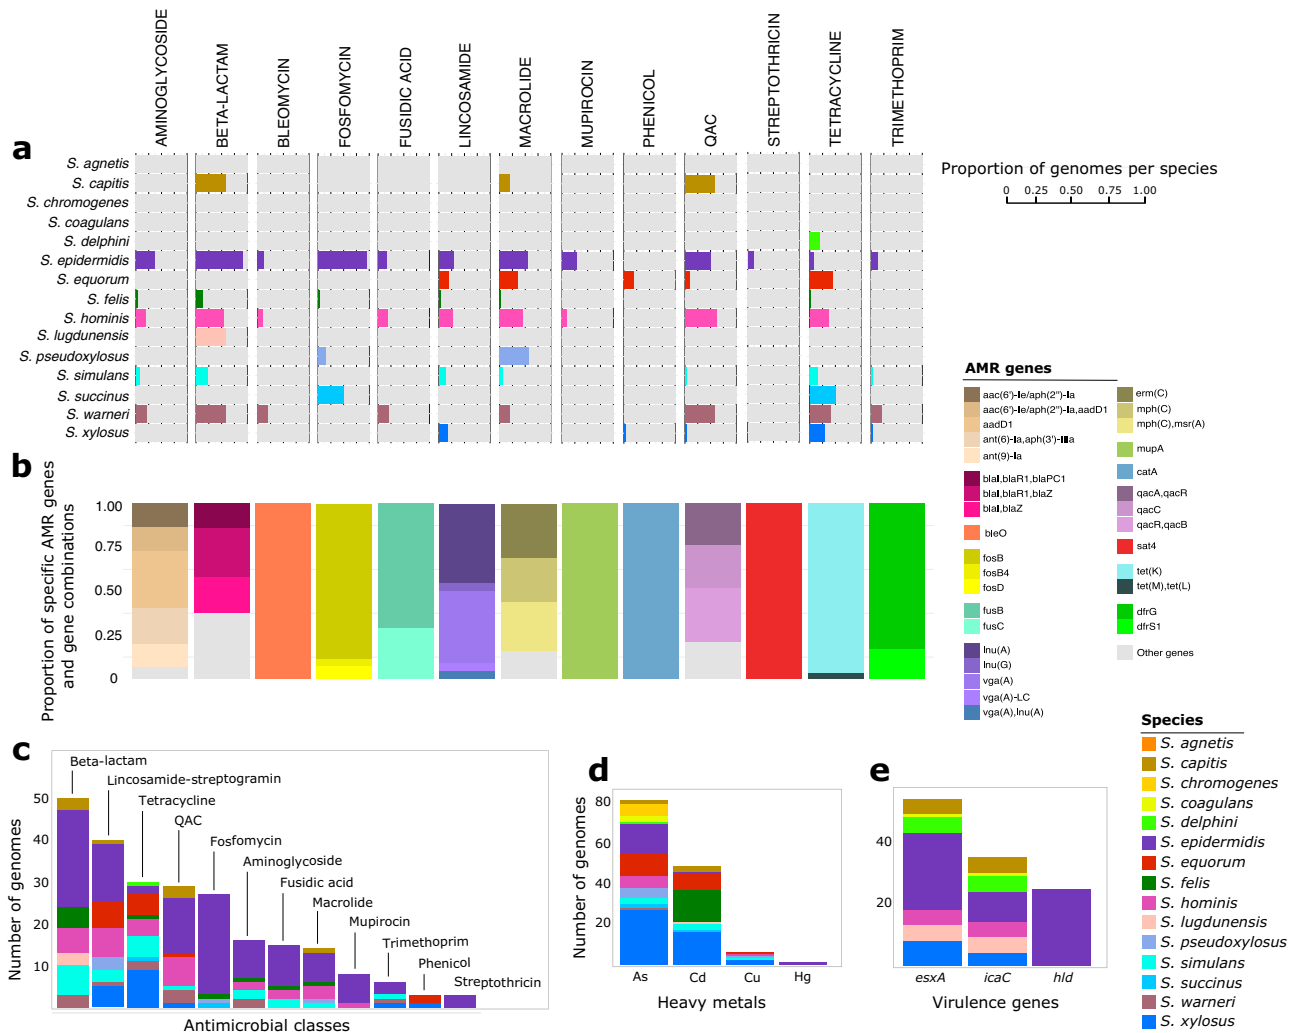 AMINOGLYCOSIDE
BETA-LACTAM
BLEOMYCIN
FOSFOMYCIN
FUSIDIC ACID
LINCOSAMIDE
MACROLIDE
MUPIROCIN
PHENICOL
QAC
STREPTOTHRICIN
TETRACYCLINE
TRIMETHOPRIM
a
S. agnetis
S. capitis
S. chromogenes
S. coagulans
S. delphini
S. epidermidis
S. equorum
S. felis
S. hominis
S. lugdunensis
S. pseudoxylosus
S. simulans
S. succinus
S. warneri
S. xylosus
Proportion of genomes per species
0 0.25 0.50 0.75 1.00
AMR genes
aac(6')-Ie/aph(2'')-Ia
aac(6')-Ie/aph(2'')-Ia,aadD1
aadD1
ant(6)-Ia,aph(3')-IIIa
ant(9)-Ia
blaI,blaR1,blaPC1
blaI,blaR1,blaZ
blaI,blaZ
bleO
fosB
fosB4
fosD
fusB
fusC
lnu(A)
lnu(G)
vga(A)
vga(A)-LC
vga(A),lnu(A)
erm(C)
mph(C)
mph(C),msr(A)
mupA
catA
qacA,qacR
qacC
qacR,qacB
sat4
tet(K)
tet(M),tet(L)
dfrG
dfrS1
Other genes
b
Proportion of specific AMR genes
and gene combinations
1.00
0.75
0.50
0.25
0
c
Number of genomes
50
40
30
20
10
Beta-lactam
Lincosamide-streptogramin
Tetracycline
QAC
Fosfomycin
Aminoglycoside
Fusidic acid
Macrolide
Mupirocin
Trimethoprim
Phenicol
Streptothricin
Antimicrobial classes
d
Number of genomes
80
60
40
20
As Cd Cu Hg
Heavy metals
e
Number of genomes
40
20
esxA icaC hld
Virulence genes
Species
S. agnetis
S. capitis
S. chromogenes
S. coagulans
S. delphini
S. epidermidis
S. equorum
S. felis
S. hominis
S. lugdunensis
S. pseudoxylosus
S. simulans
S. succinus
S. warneri
S. xylosus